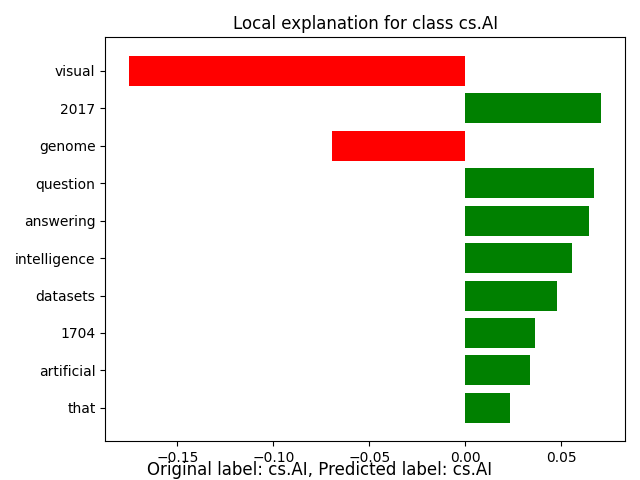 Local explanation for class cs.AI
visual
2017
genome
question
answering
intelligence
datasets
1704
artificial
that
−0.15 −0.10 −0.05 0.00 0.05
Original label: cs.AI, Predicted label: cs.AI